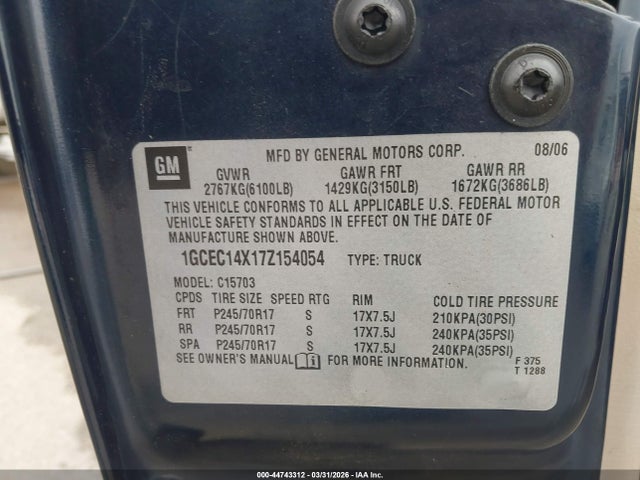 GM
MFD BY GENERAL MOTORS CORP. 08/06
GVWR GAWR FRT GAWR RR
2767KG(6100LB) 1429KG(3150LB) 1672KG(3686LB)
THIS VEHICLE CONFORMS TO ALL APPLICABLE U.S. FEDERAL MOTOR
VEHICLE SAFETY STANDARDS IN EFFECT ON THE DATE OF
MANUFACTURE SHOWN ABOVE.
1GCEC14X17Z154054 TYPE: TRUCK
MODEL: C15703
CPDS TIRE SIZE SPEED RTG RIM COLD TIRE PRESSURE
FRT P245/70R17 S 17X7.5J 210KPA(30PSI)
RR P245/70R17 S 17X7.5J 240KPA(35PSI)
SPA P245/70R17 S 17X7.5J 240KPA(35PSI)
SEE OWNER'S MANUAL FOR MORE INFORMATION.
F 375
T 1288
000-44743312 - 03/31/2026 - IAA Inc.